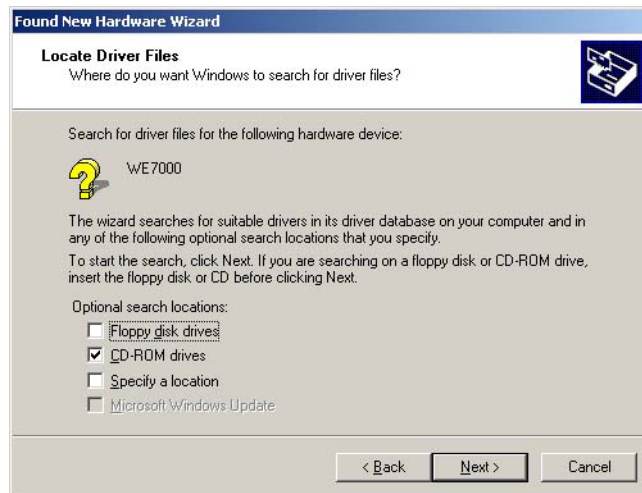 Found New Hardware Wizard
Locate Driver Files
Where do you want Windows to search for driver files?
Search for driver files for the following hardware device:
WE7000
The wizard searches for suitable drivers in its driver database on your computer and in
any of the following optional search locations that you specify.
To start the search, click Next. If you are searching on a floppy disk or CD-ROM drive,
insert the floppy disk or CD before clicking Next.
Optional search locations:
Floppy disk drives
CD-ROM drives
Specify a location
Microsoft Windows Update
< Back Next > Cancel